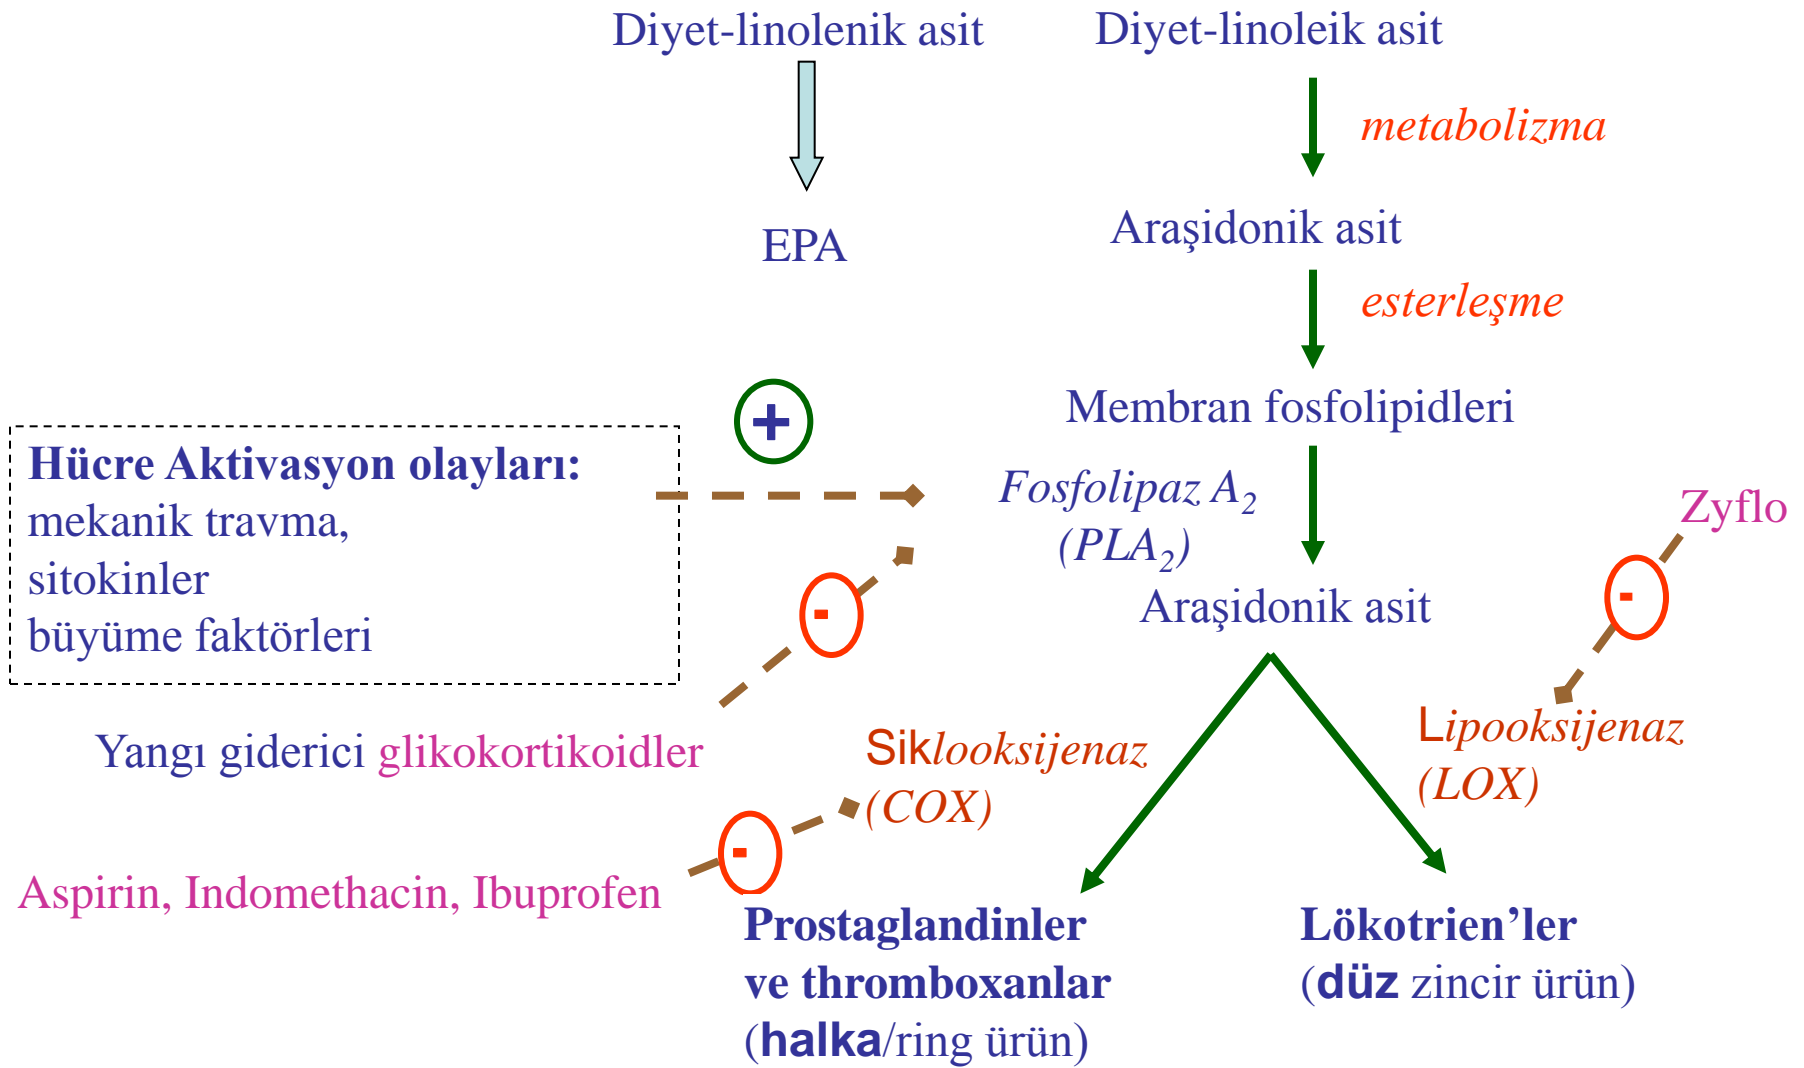 Diyet-linolenik asit
Diyet-linoleik asit
metabolizma
EPA
Araşidonik asit
esterleşme
Membran fosfolipidleri
+
Hücre Aktivasyon olayları:
mekanik travma,
sitokinler
büyüme faktörleri
Fosfolipaz A2
(PLA2)
Zyflo
-
-
Araşidonik asit
Yangı giderici glikokortikoidler
Siklooksijenaz
(COX)
Lipooksijenaz
(LOX)
-
Aspirin, Indomethacin, Ibuprofen
Prostaglandinler
ve thromboxanlar
(halka/ring ürün)
Lökotrien’ler
(düz zincir ürün)